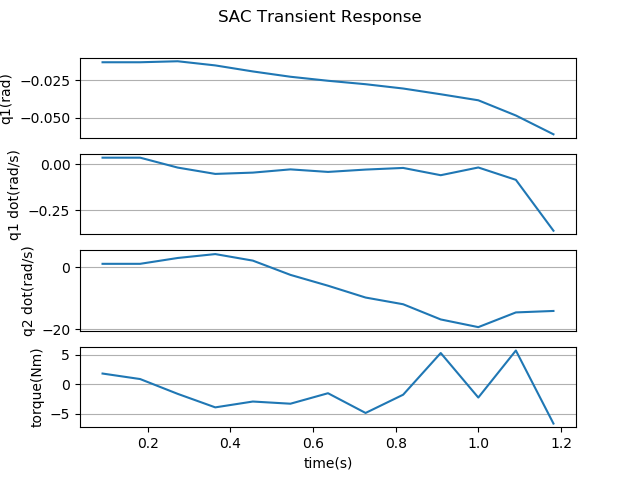 SAC Transient Response
q1(rad)
−0.025
−0.050
q1 dot(rad/s)
0.00
−0.25
q2 dot(rad/s)
0
−20
torque(Nm)
5
0
−5
0.2 0.4 0.6 0.8 1.0 1.2
time(s)